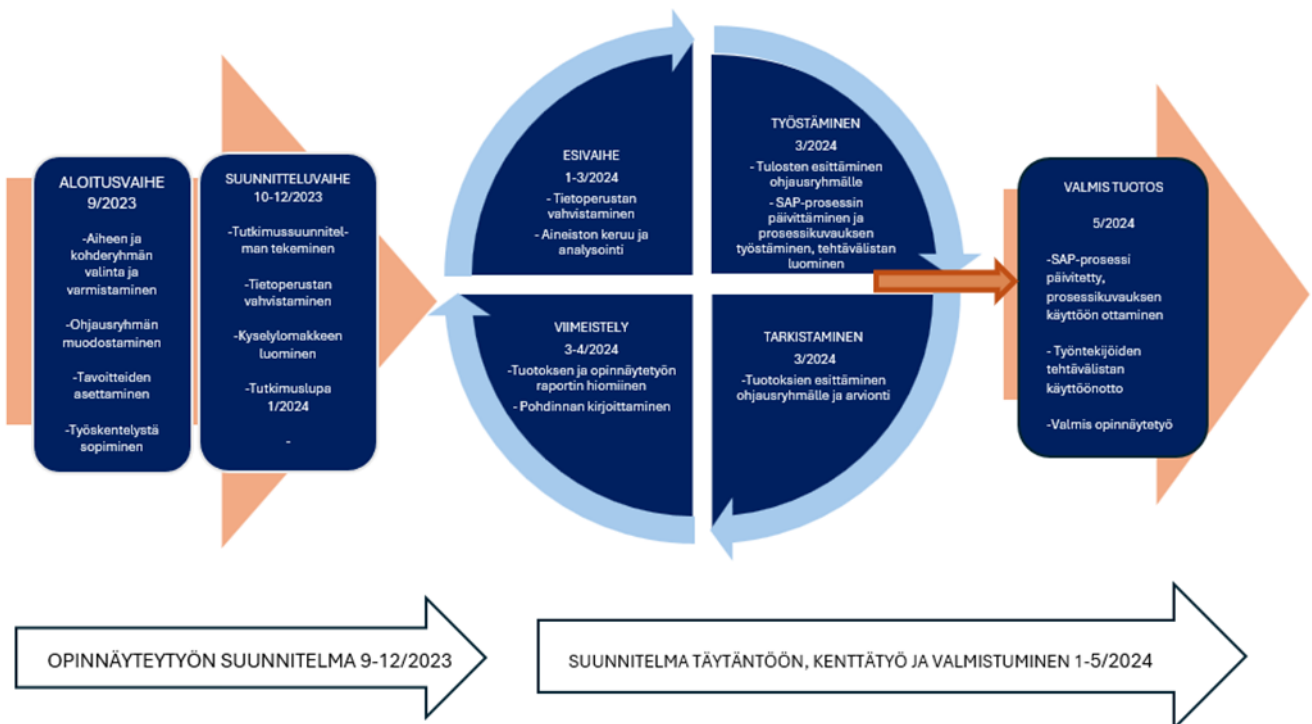 ALOITUSVAIHE
9/2023
-Aiheen ja
kohderyhmän
valinta ja
varmistaminen
-Ohjausryhmän
muodostaminen
-Tavoitteiden
asettaminen
-Työskentelystä
sopiminen
SUUNNITTELUVAIHE
10-12/2023
-Tutkimussuunnitel-
man tekeminen
-Tietoperustan
vahvistaminen
-Kyselylomakkeen
luominen
-Tutkimuslupa
1/2024
-
ESIVAIHE
1-3/2024
- Tietoperustan
vahvistaminen
- Aineiston keruu ja
analysointi
TYÖSTÄMINEN
3/2024
- Tulosten esittäminen
ohjausryhmälle
- SAP-prosessin
päivittäminen ja
prosessikuvauksen
työstäminen, tehtävälistan
luominen
VIIMEISTELY
3-4/2024
-Tuotoksen ja opinnäytetyön
raportin hiomiinen
- Pohdinnan kirjoittaminen
TARKISTAMINEN
3/2024
-Tuotoksien esittäminen
ohjausryhmälle ja arvionti
VALMIS TUOTOS
5/2024
-SAP-prosessi
päivitetty,
prosessikuvauksen
käyttöön ottaminen
- Työntekijöiden
tehtävälistan
käyttöönotto
-Valmis opinnäytetyö
OPINNÄYTEYTYÖN SUUNNITELMA 9-12/2023
SUUNNITELMA TÄYTÄNTÖÖN, KENTTÄTYÖ JA VALMISTUMINEN 1-5/2024